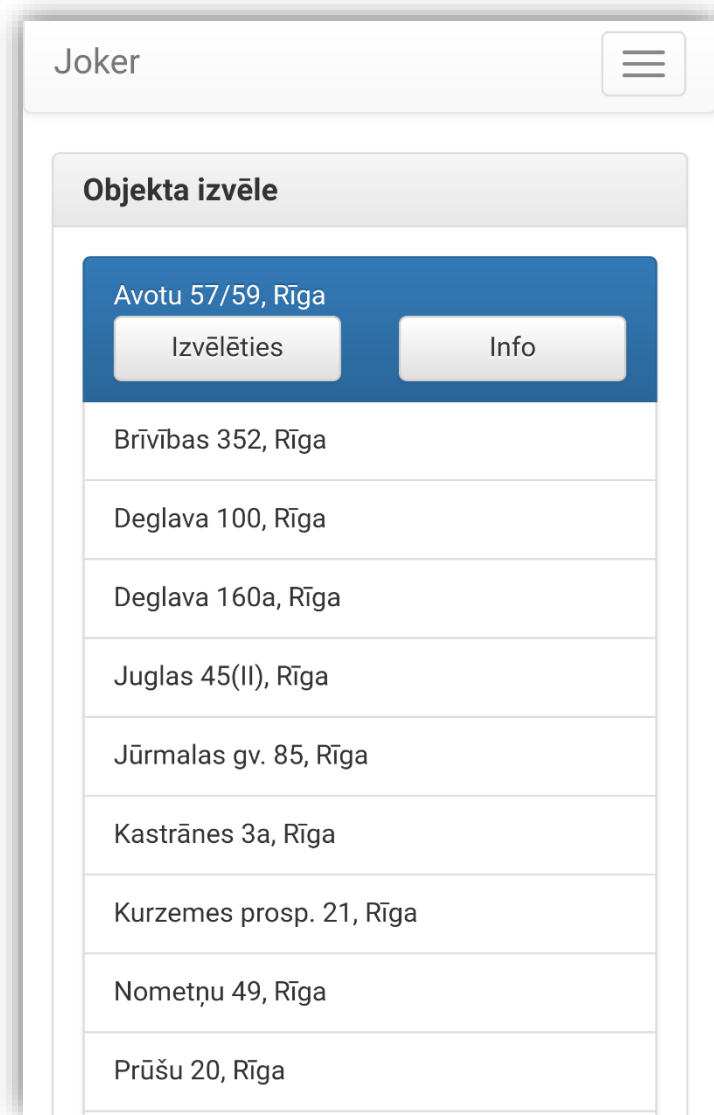 Joker
Objekta izvēle
Avotu 57/59, Rīga
Izvēlēties Info
Brīvības 352, Rīga
Deglava 100, Rīga
Deglava 160a, Rīga
Juglas 45(II), Rīga
Jūrmalas gv. 85, Rīga
Kastrānes 3a, Rīga
Kurzemes prosp. 21, Rīga
Nometņu 49, Rīga
Prūšu 20, Rīga